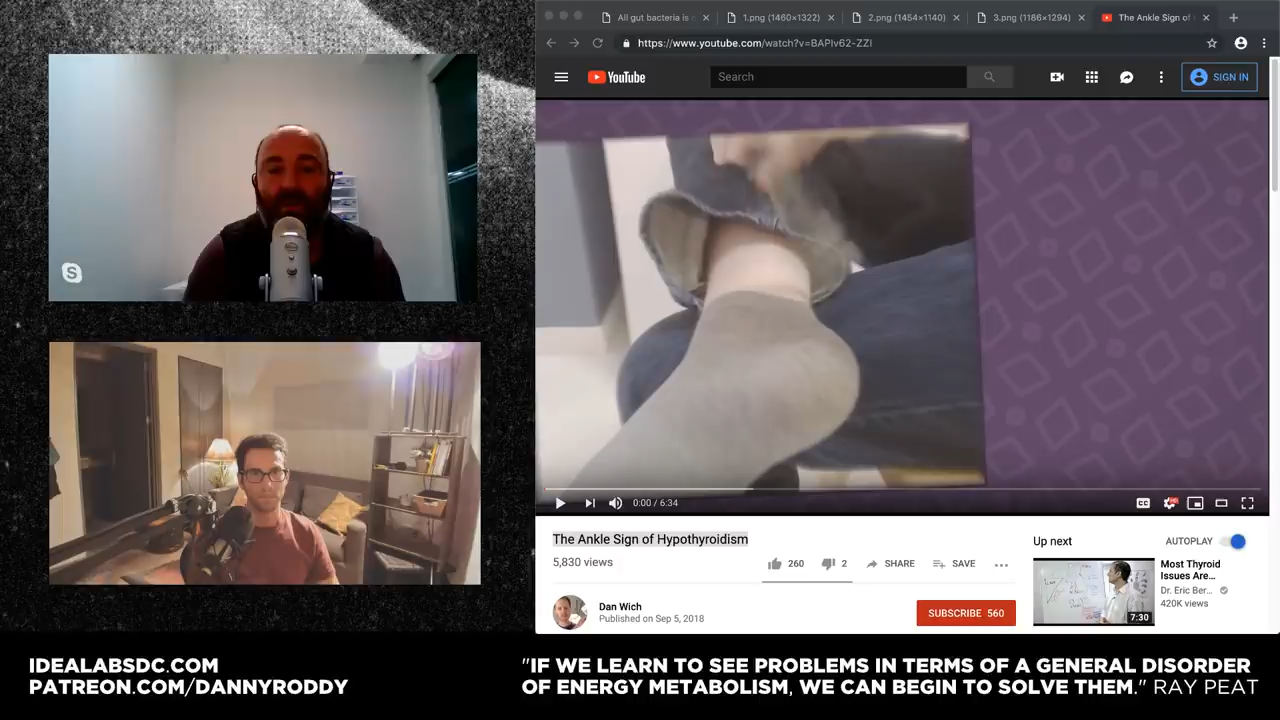 All gut bacteria is
1.png (1460×1322)
2.png (1454×1140)
3.png (1186×1294)
The Ankle Sign of
https://www.youtube.com/watch?v=BAPIv62-ZZI
YouTube
Search
SIGN IN
S
0:00 / 6:34
CC
The Ankle Sign of Hypothyroidism
5,830 views
260
2
SHARE
SAVE
Dan Wich
Published on Sep 5, 2018
SUBSCRIBE 560
Up next
AUTOPLAY
Most Thyroid
Issues Are...
Dr. Eric Ber...
420K views
7:30
IDEALABSDC.COM
PATREON.COM/DANNYRODDY
"IF WE LEARN TO SEE PROBLEMS IN TERMS OF A GENERAL DISORDER
OF ENERGY METABOLISM, WE CAN BEGIN TO SOLVE THEM." RAY PEAT